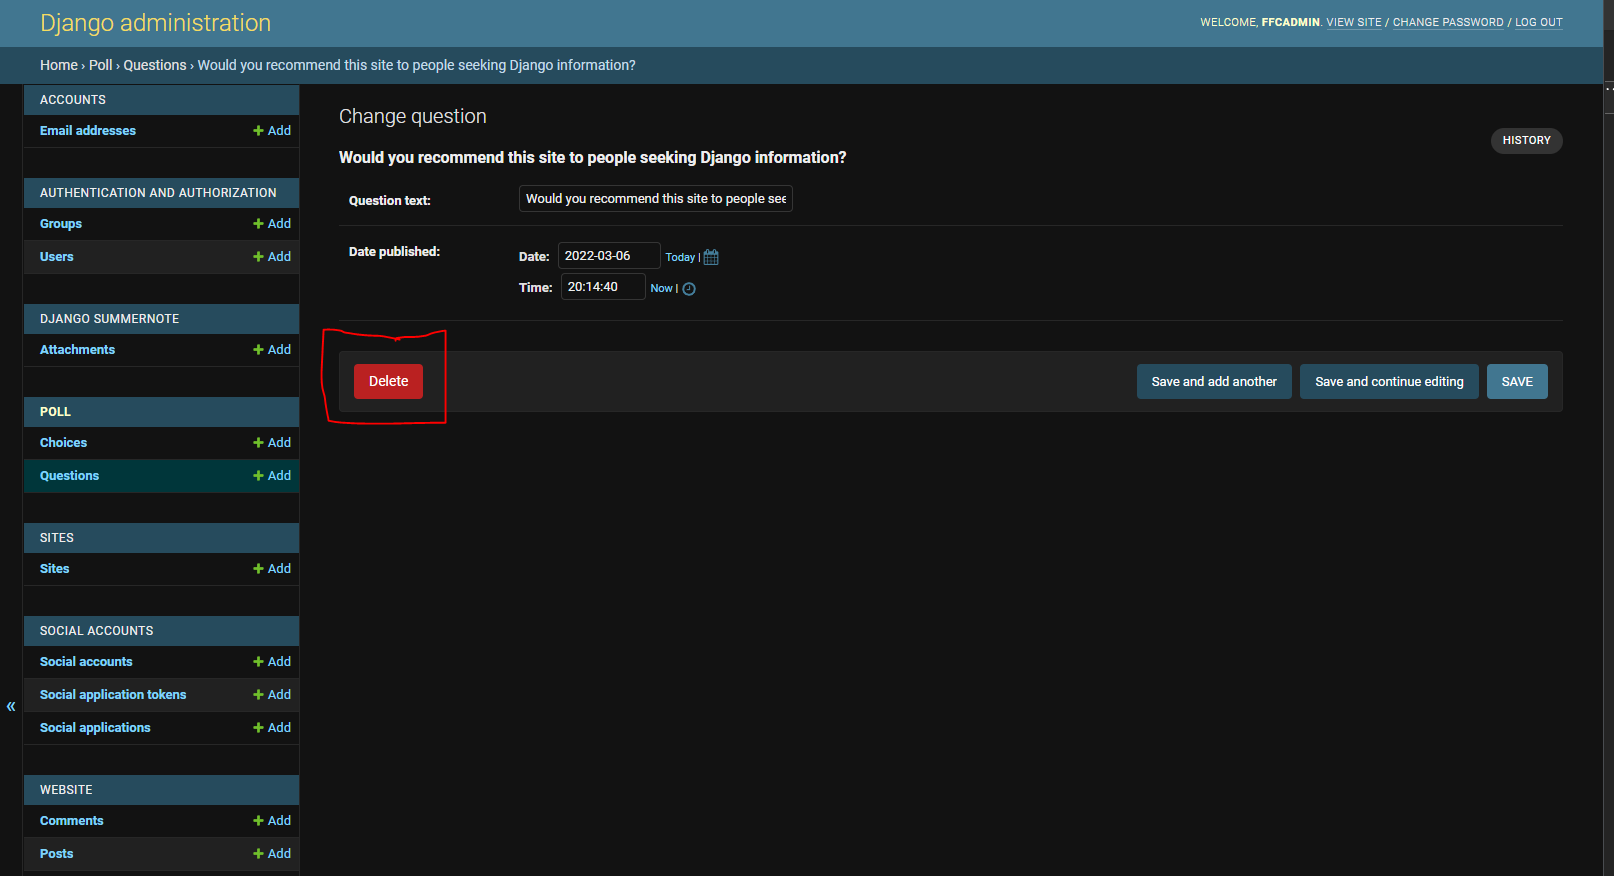 Django administration
WELCOME, FFCADMIN. VIEW SITE / CHANGE PASSWORD / LOG OUT
Home › Poll › Questions › Would you recommend this site to people seeking Django information?
ACCOUNTS
Email addresses + Add
AUTHENTICATION AND AUTHORIZATION
Groups + Add
Users + Add
DJANGO SUMMERNOTE
Attachments + Add
POLL
Choices + Add
Questions + Add
SITES
Sites + Add
SOCIAL ACCOUNTS
Social accounts + Add
Social application tokens + Add
Social applications + Add
WEBSITE
Comments + Add
Posts + Add
«
Change question
HISTORY
Would you recommend this site to people seeking Django information?
Question text: Would you recommend this site to people see
Date published:
Date: 2022-03-06 Today |
Time: 20:14:40 Now |
Delete
Save and add another Save and continue editing SAVE